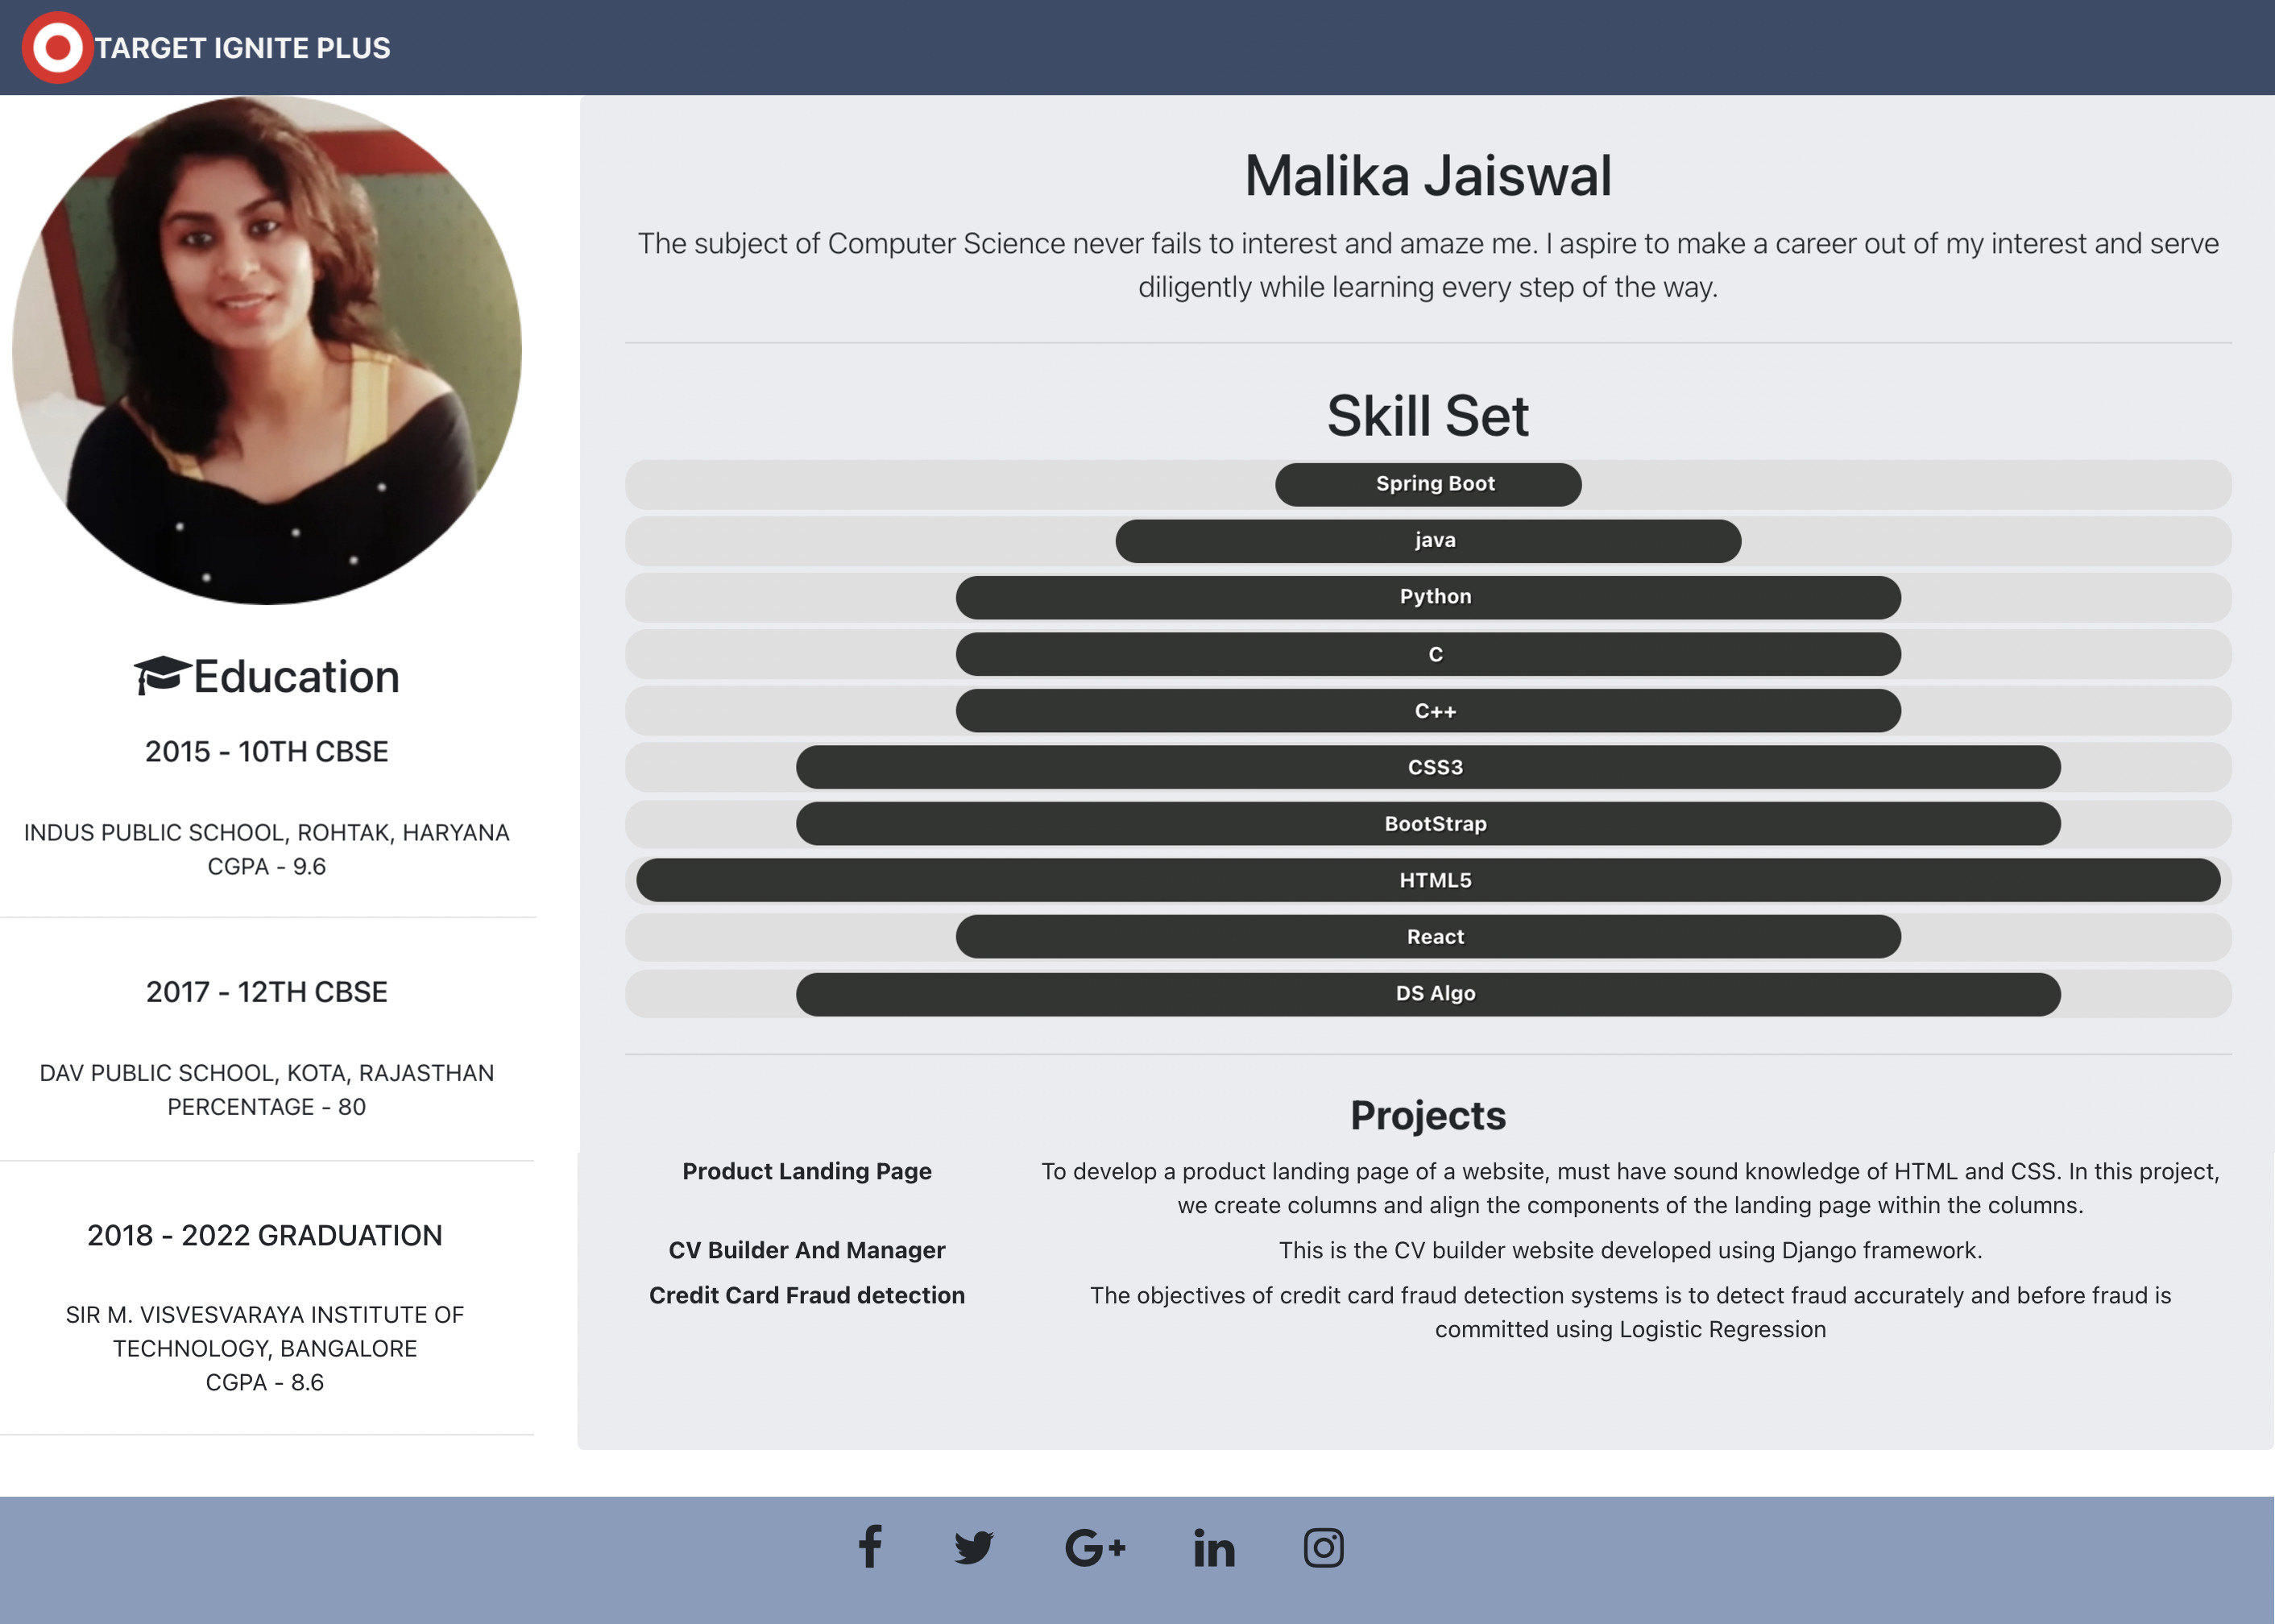 TARGET IGNITE PLUS
Education
2015 - 10TH CBSE
INDUS PUBLIC SCHOOL, ROHTAK, HARYANA
CGPA - 9.6
2017 - 12TH CBSE
DAV PUBLIC SCHOOL, KOTA, RAJASTHAN
PERCENTAGE - 80
2018 - 2022 GRADUATION
SIR M. VISVESVARAYA INSTITUTE OF
TECHNOLOGY, BANGALORE
CGPA - 8.6
Malika Jaiswal
The subject of Computer Science never fails to interest and amaze me. I aspire to make a career out of my interest and serve
diligently while learning every step of the way.
Skill Set
Spring Boot
java
Python
C
C++
CSS3
BootStrap
HTML5
React
DS Algo
Projects
Product Landing Page
To develop a product landing page of a website, must have sound knowledge of HTML and CSS. In this project,
we create columns and align the components of the landing page within the columns.
CV Builder And Manager
This is the CV builder website developed using Django framework.
Credit Card Fraud detection
The objectives of credit card fraud detection systems is to detect fraud accurately and before fraud is
committed using Logistic Regression